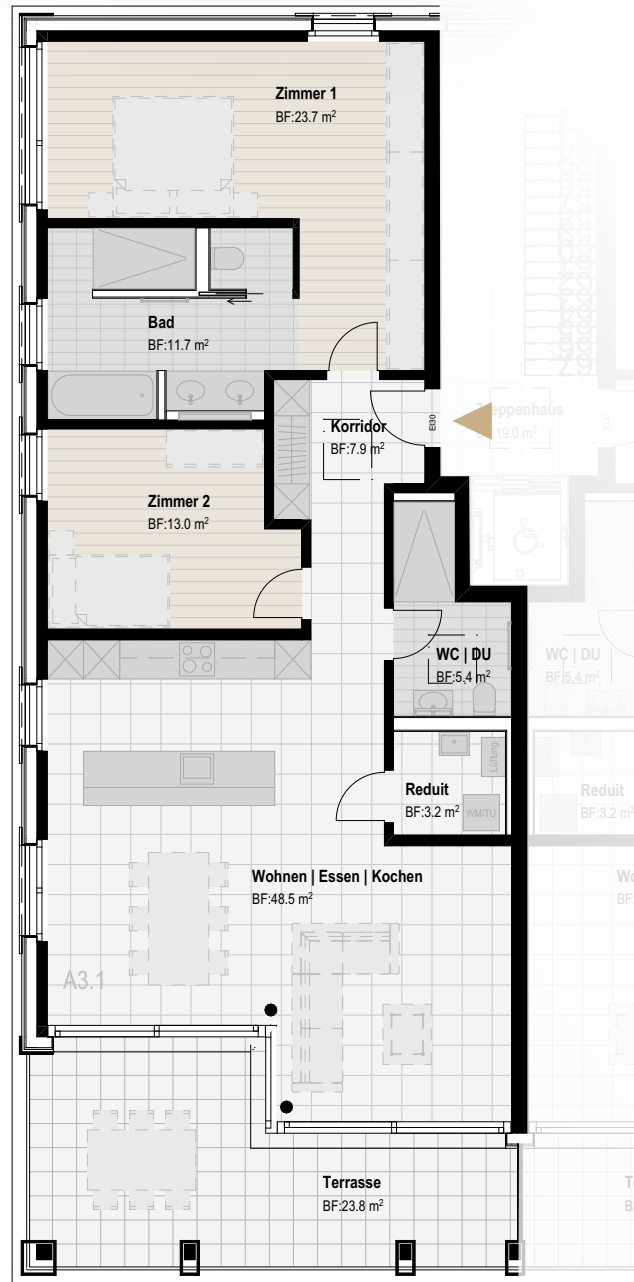 Zimmer 1
BF:23.7 m²
Bad
BF:11.7 m²
Korridor
BF:7.9 m²
EI30
Treppenhaus
BF:19.0 m²
Zimmer 2
BF:13.0 m²
WC | DU
BF:5.4 m²
WC | DU
BF:5.4 m²
Reduit
BF:3.2 m²
Lüftung
WM/TU
Reduit
BF:3.2 m²
Wohnen | Essen | Kochen
BF:48.5 m²
A3.1
Terrasse
BF:23.8 m²